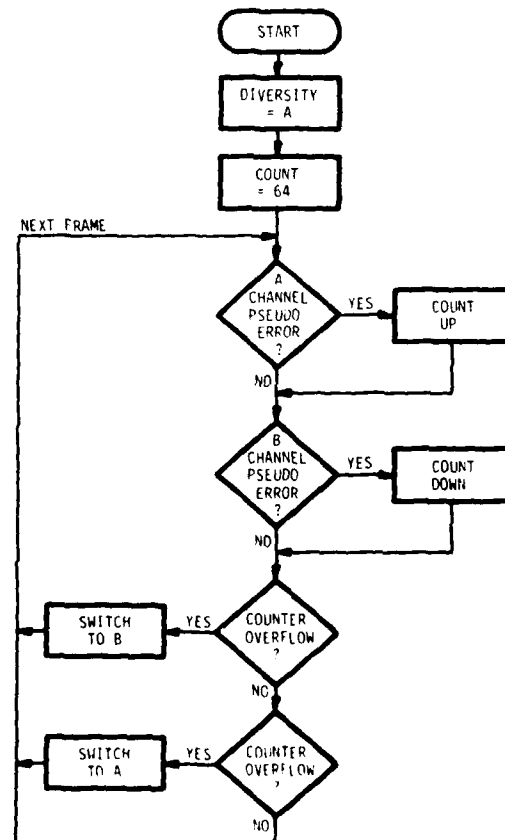 START
DIVERSITY
= A
COUNT
= 64
NEXT FRAME
A
CHANNEL
PSEUDO
ERROR
?
YES
COUNT
UP
NO
B
CHANNEL
PSEUDO
ERROR
?
YES
COUNT
DOWN
NO
COUNTER
OVERFLOW
?
YES
SWITCH
TO B
NO
COUNTER
OVERFLOW
?
YES
SWITCH
TO A
NO